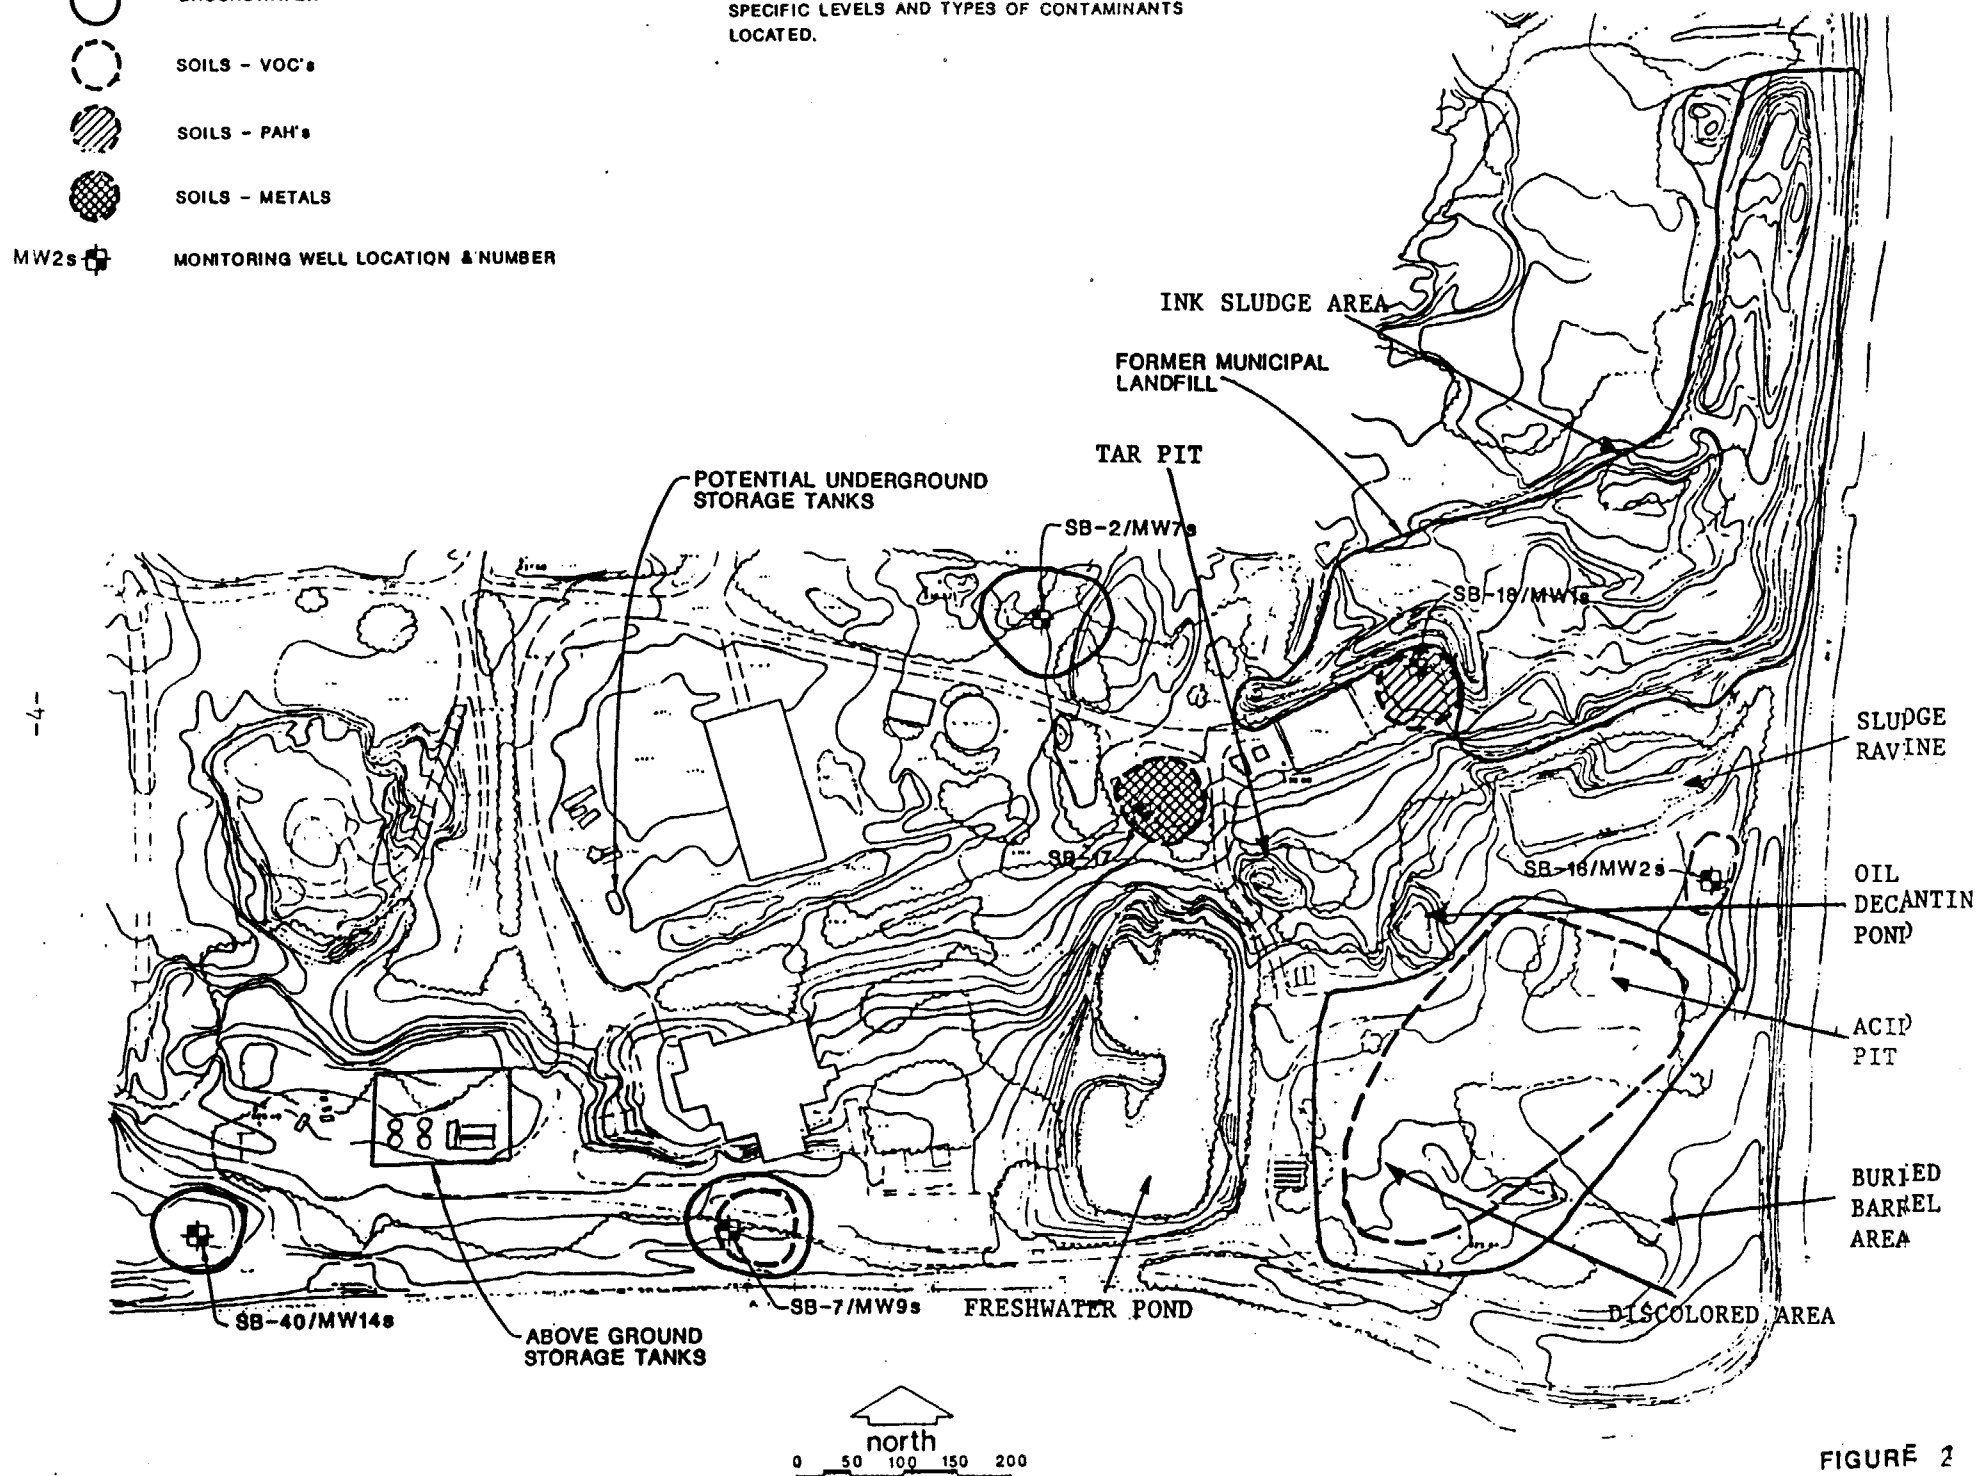 SPECIFIC LEVELS AND TYPES OF CONTAMINANTS
LOCATED.
SOILS - VOC's
SOILS - PAH's
SOILS - METALS
MW2s
MONITORING WELL LOCATION & NUMBER
INK SLUDGE AREA
FORMER MUNICIPAL
LANDFILL
TAR PIT
POTENTIAL UNDERGROUND
STORAGE TANKS
SB-2/MW7s
SB-18/MW1s
-4-
SLUDGE
RAVINE
SB-17
SB-16/MW2s
OIL
DECANTIN
POND
ACID
PIT
BURIED
BARREL
AREA
SB-40/MW14s
SB-7/MW9s
FRESHWATER POND
DISCOLORED AREA
ABOVE GROUND
STORAGE TANKS
north
0 50 100 150 200
FIGURE 2